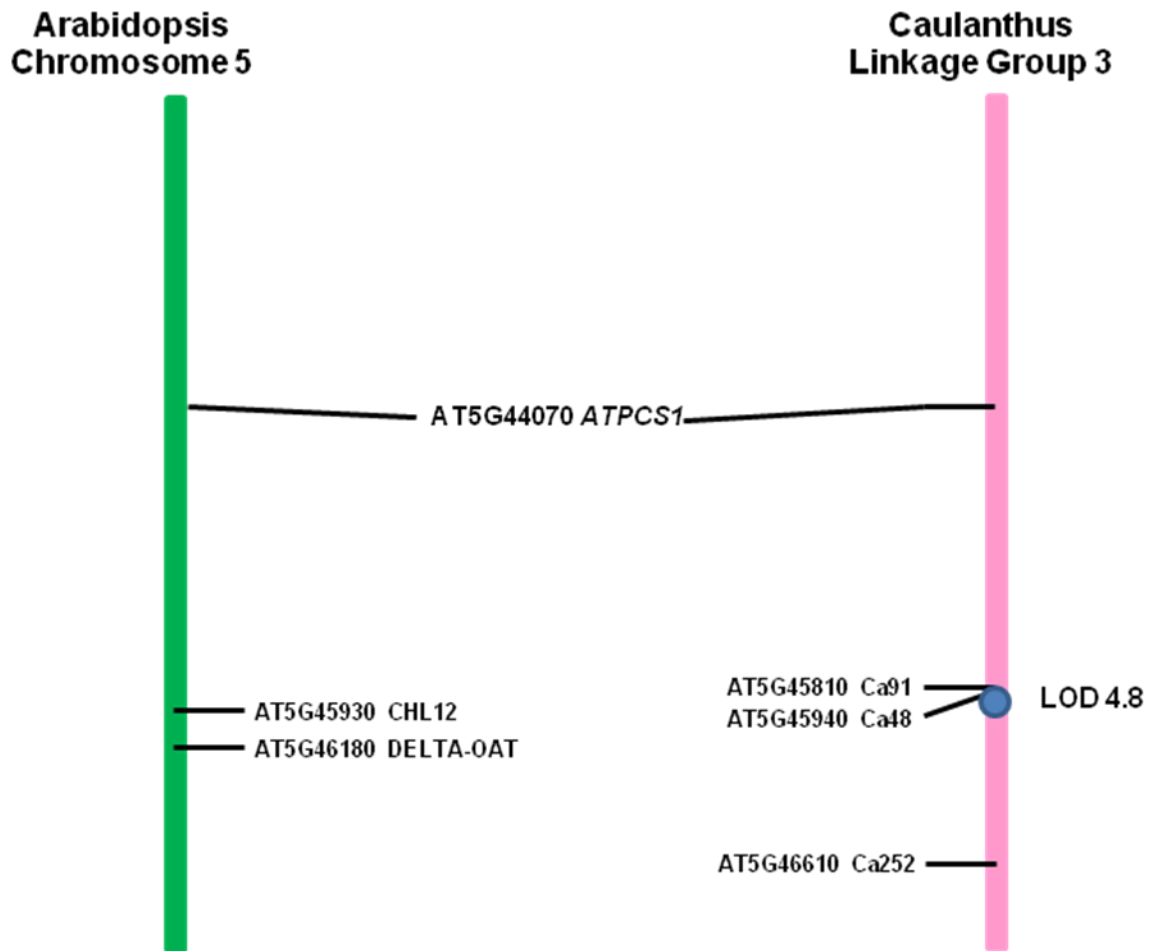 Arabidopsis
Chromosome 5
Caulanthus
Linkage Group 3
AT5G44070 ATPCS1
AT5G45930 CHL12
AT5G46180 DELTA-OAT
AT5G45810 Ca91
AT5G45940 Ca48
LOD 4.8
AT5G46610 Ca252